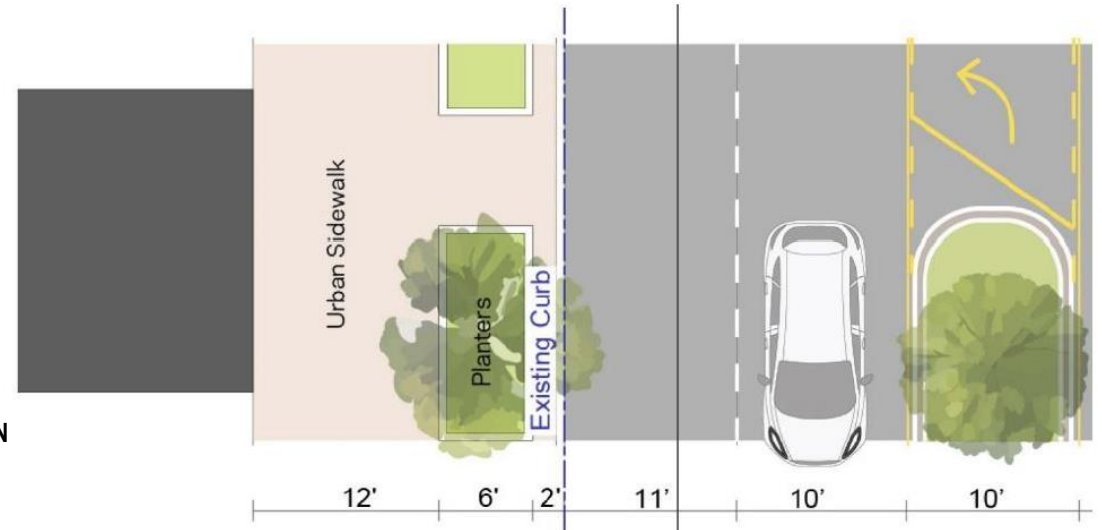 Urban Sidewalk
Planters
Existing Curb
N
12'
6'
2'
11'
10'
10'